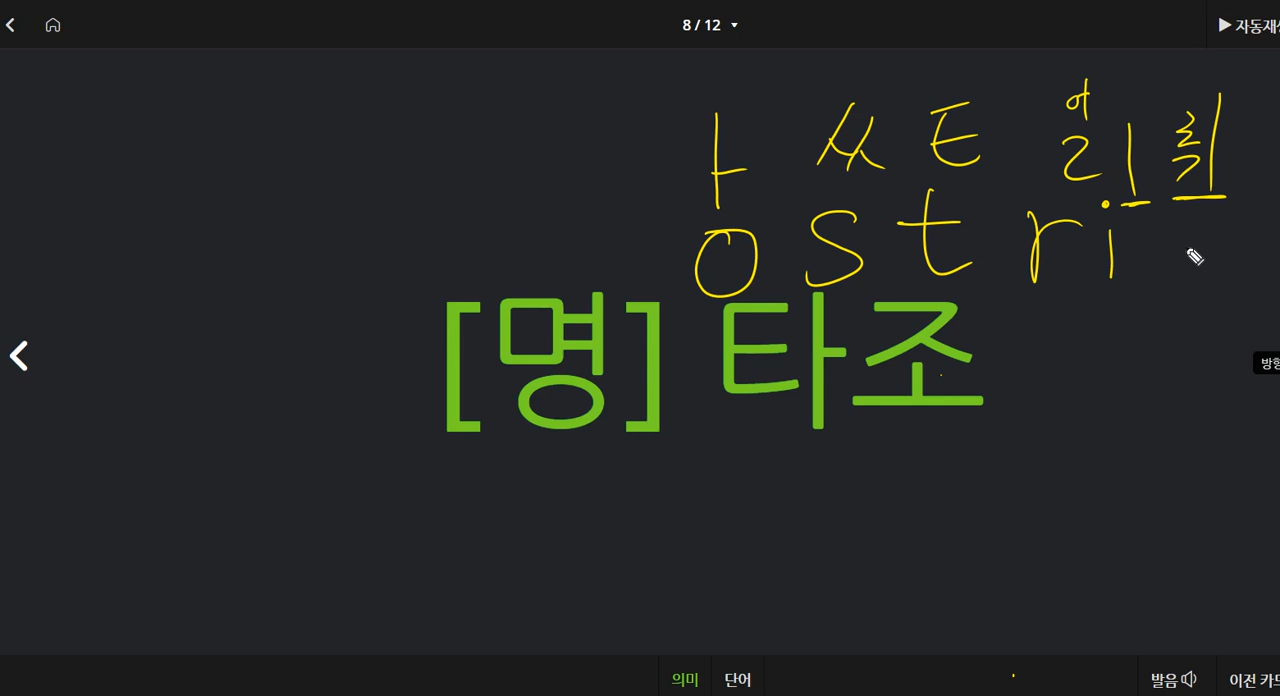 8 / 12 ▼
▶ 자동재생
ㅏ ㅆ ㅌ 어 리 취
ostri
[명] 타조
방향
의미 단어 발음 이전 카드